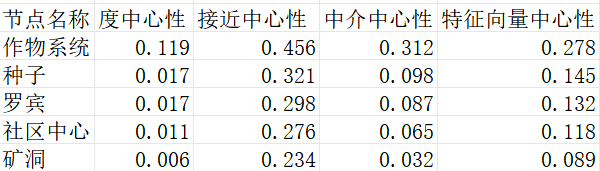 节点名称 度中心性 接近中心性 中介中心性 特征向量中心性
作物系统 0.119 0.456 0.312 0.278
种子 0.017 0.321 0.098 0.145
罗宾 0.017 0.298 0.087 0.132
社区中心 0.011 0.276 0.065 0.118
矿洞 0.006 0.234 0.032 0.089